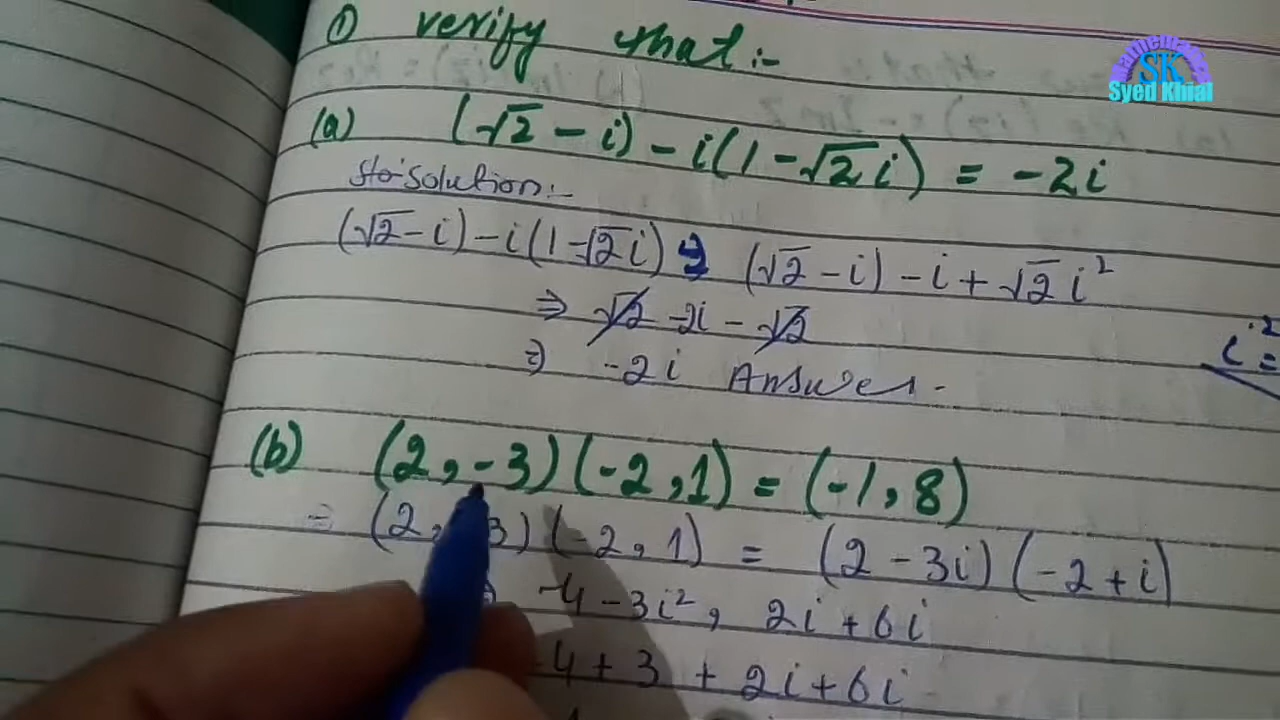 ① verify that:-
(a) (√2 - i) - i(1 - √2 i) = -2i
Solution:-
(√2 - i) - i(1 - √2 i) ⇒ (√2 - i) - i + √2 i²
⇒ √2 - 2i - √2
i² =
⇒ -2i Answer.
(b) (2, -3)(-2, 1) = (-1, 8)
= (2, 3)(-2, 1) = (2 - 3i)(-2 + i)
-4 - 3i², 2i + 6i
-4 + 3 + 2i + 6i
SK
Syed Khial